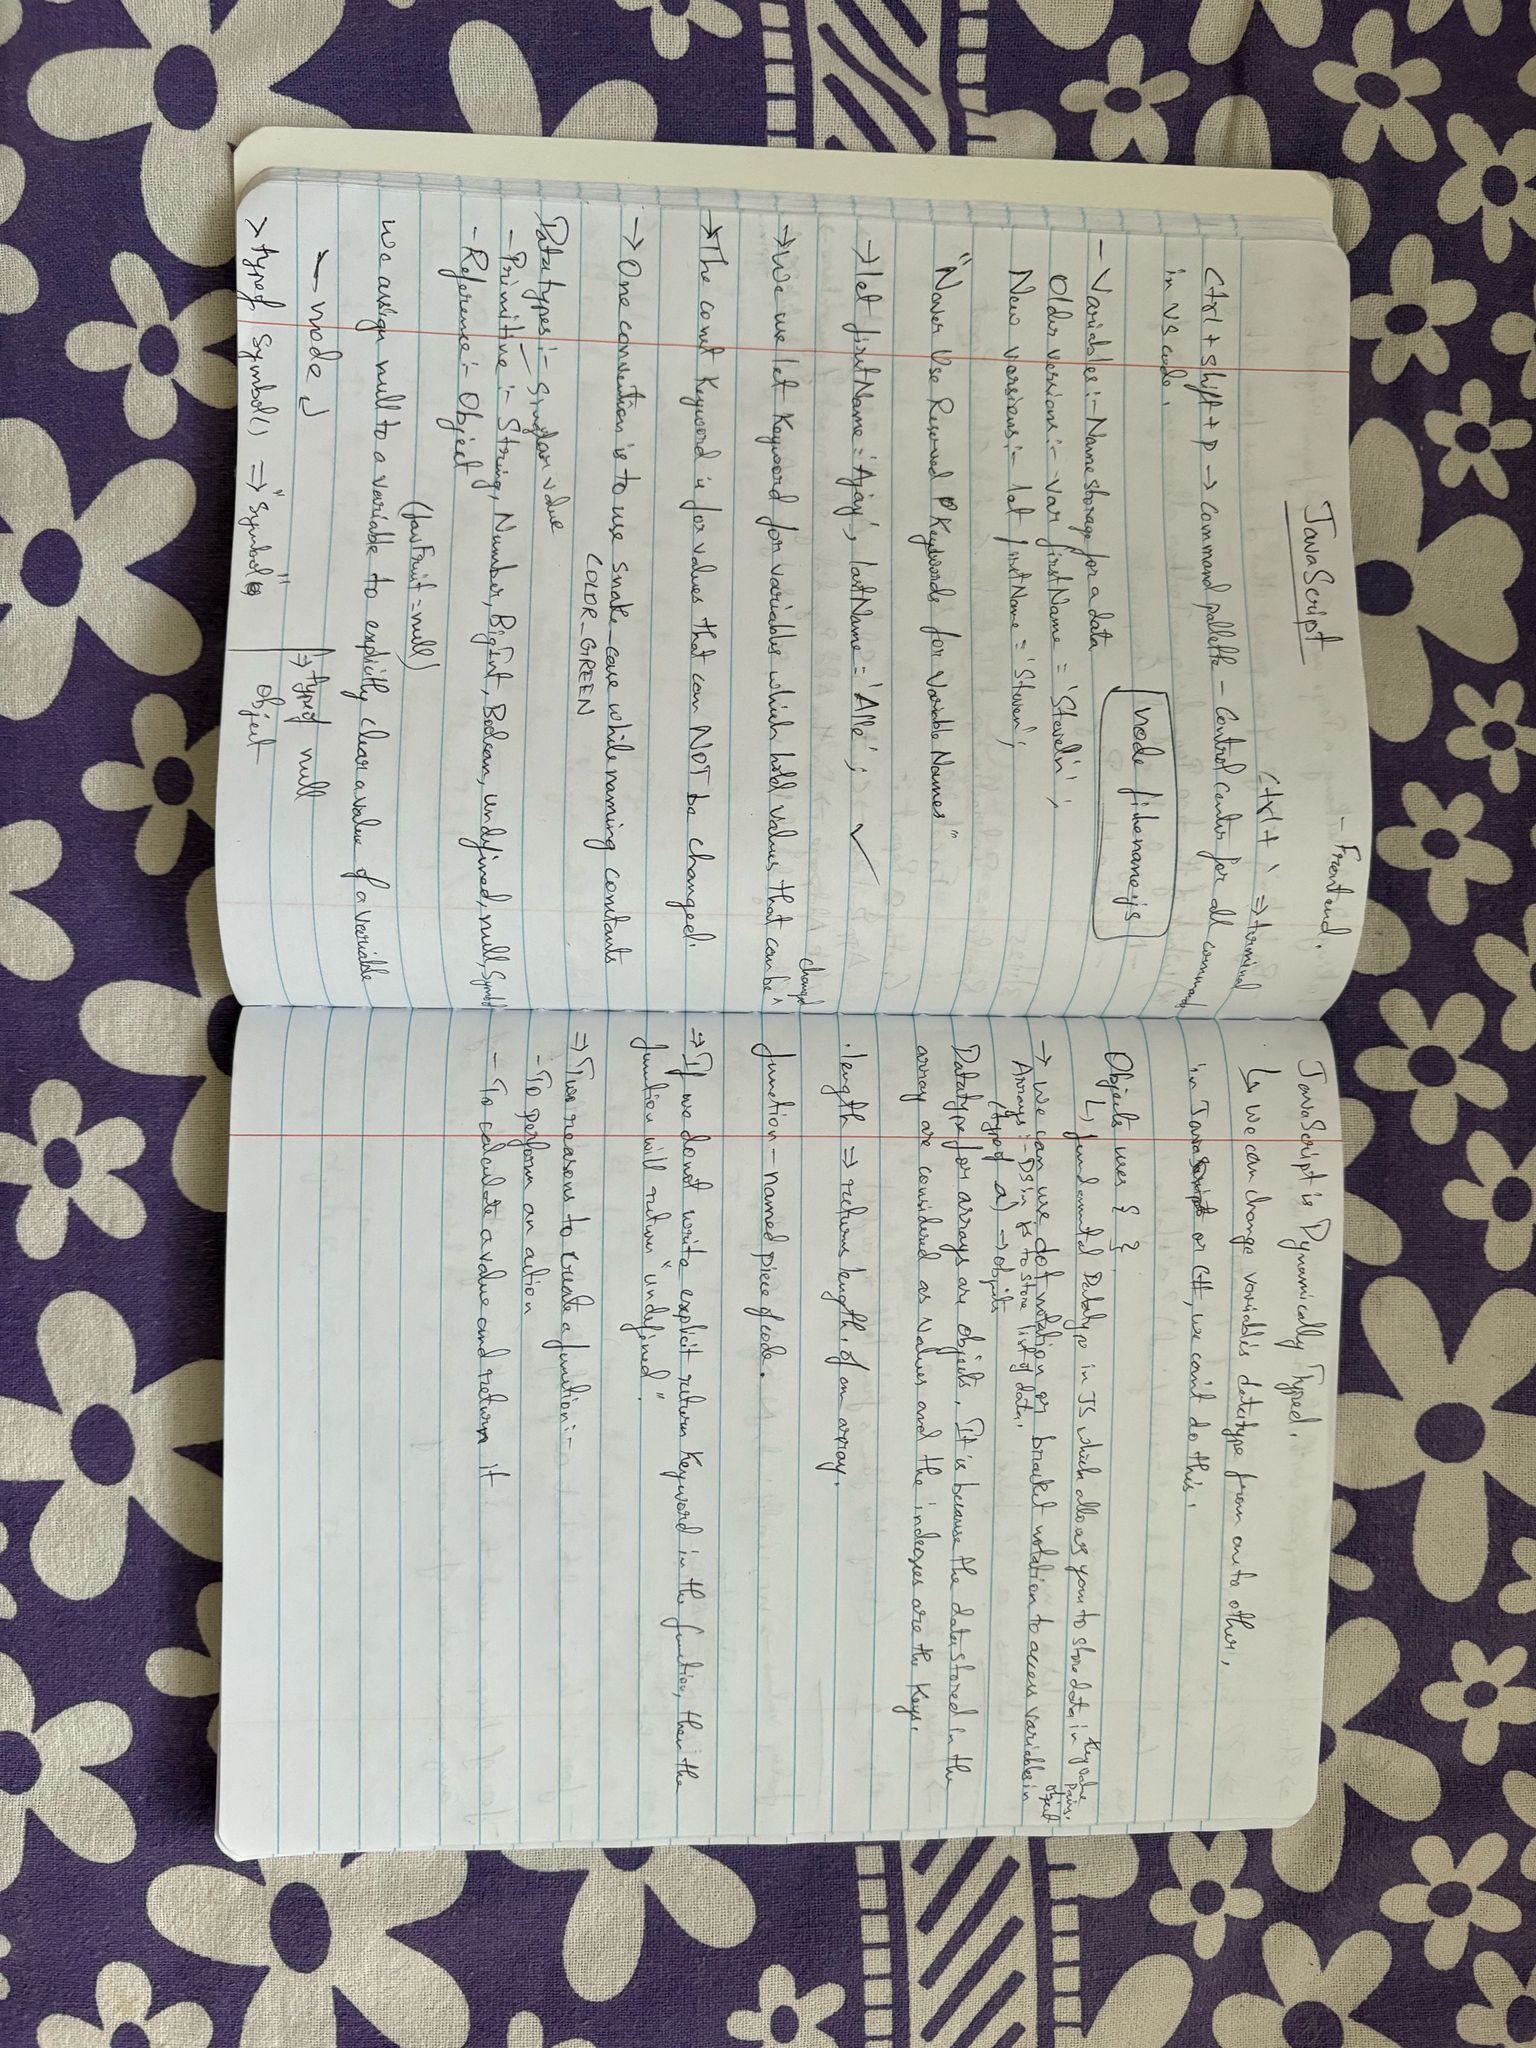 JavaScript
- Frontend.
Ctrl + ` => terminal
Ctrl + shift + p → Command pallette - Control center for all commands
in VS code.
node filename.js
- Variables :- Name storage for a data
Older versions :- var firstName = 'Steveln' ;
New versions :- let firstName = 'Steven' ;
"Never Use Reserved Keywords for Variable Names"
→ let firstName = 'Ajay', lastName = 'Alle' ; ✓
changed
→ We use let Keyword for variables which hold values that can be ^
→ The const Keyword is for values that can NOT be changed.
→ One convention is to use snake_case while naming constants
COLOR_GREEN
Datatypes :- Singlar value
- Primitive :- String, Number, BigInt, Boolean, undefined, null, Symbol
- Reference :- Object
(favFruit = null)
we assign null to a variable to explicitly clear a value of a variable
- node ↲
> typeof Symbol() => "Symbol"
|=> typeof null
object
JavaScript is Dynamically Typed.
↳ we can change variables datatype from one to other,
in Java or C#, we can't do this.
Objects uses { }
↳ fundamental Datatype in JS which allows you to store data in Key value
Pairs.
→ We can use dot notation or bracket notation to access variables in object
Arrays :- DS in js to store list of data.
(type of a) → objects
Datatype for arrays are objects. It is because the data stored in the
array are considered as values and the indexes are the Keys.
.length => returns length of an array.
function - named piece of code.
=> If we do not write explicit return Keyword in the function, then the
function will return "undefined".
=> Two reasons to create a function :-
- To perform an action
- To calculate a value and return it